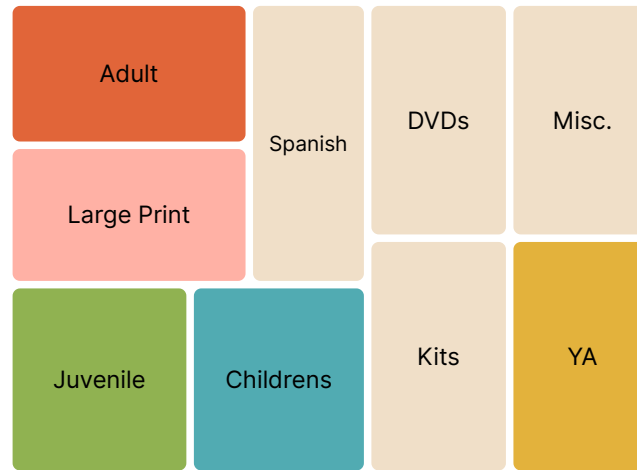 Adult
Spanish
DVDs
Misc.
Large Print
Juvenile
Childrens
Kits
YA